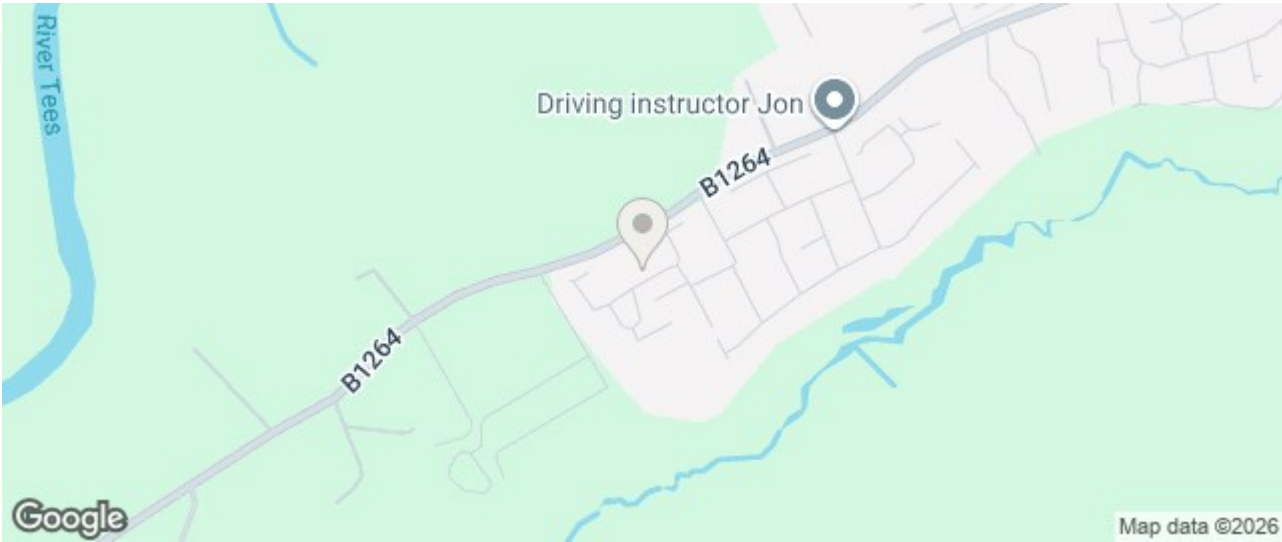 River Tees
Driving instructor Jon
B1264
B1264
Google
Map data ©2026